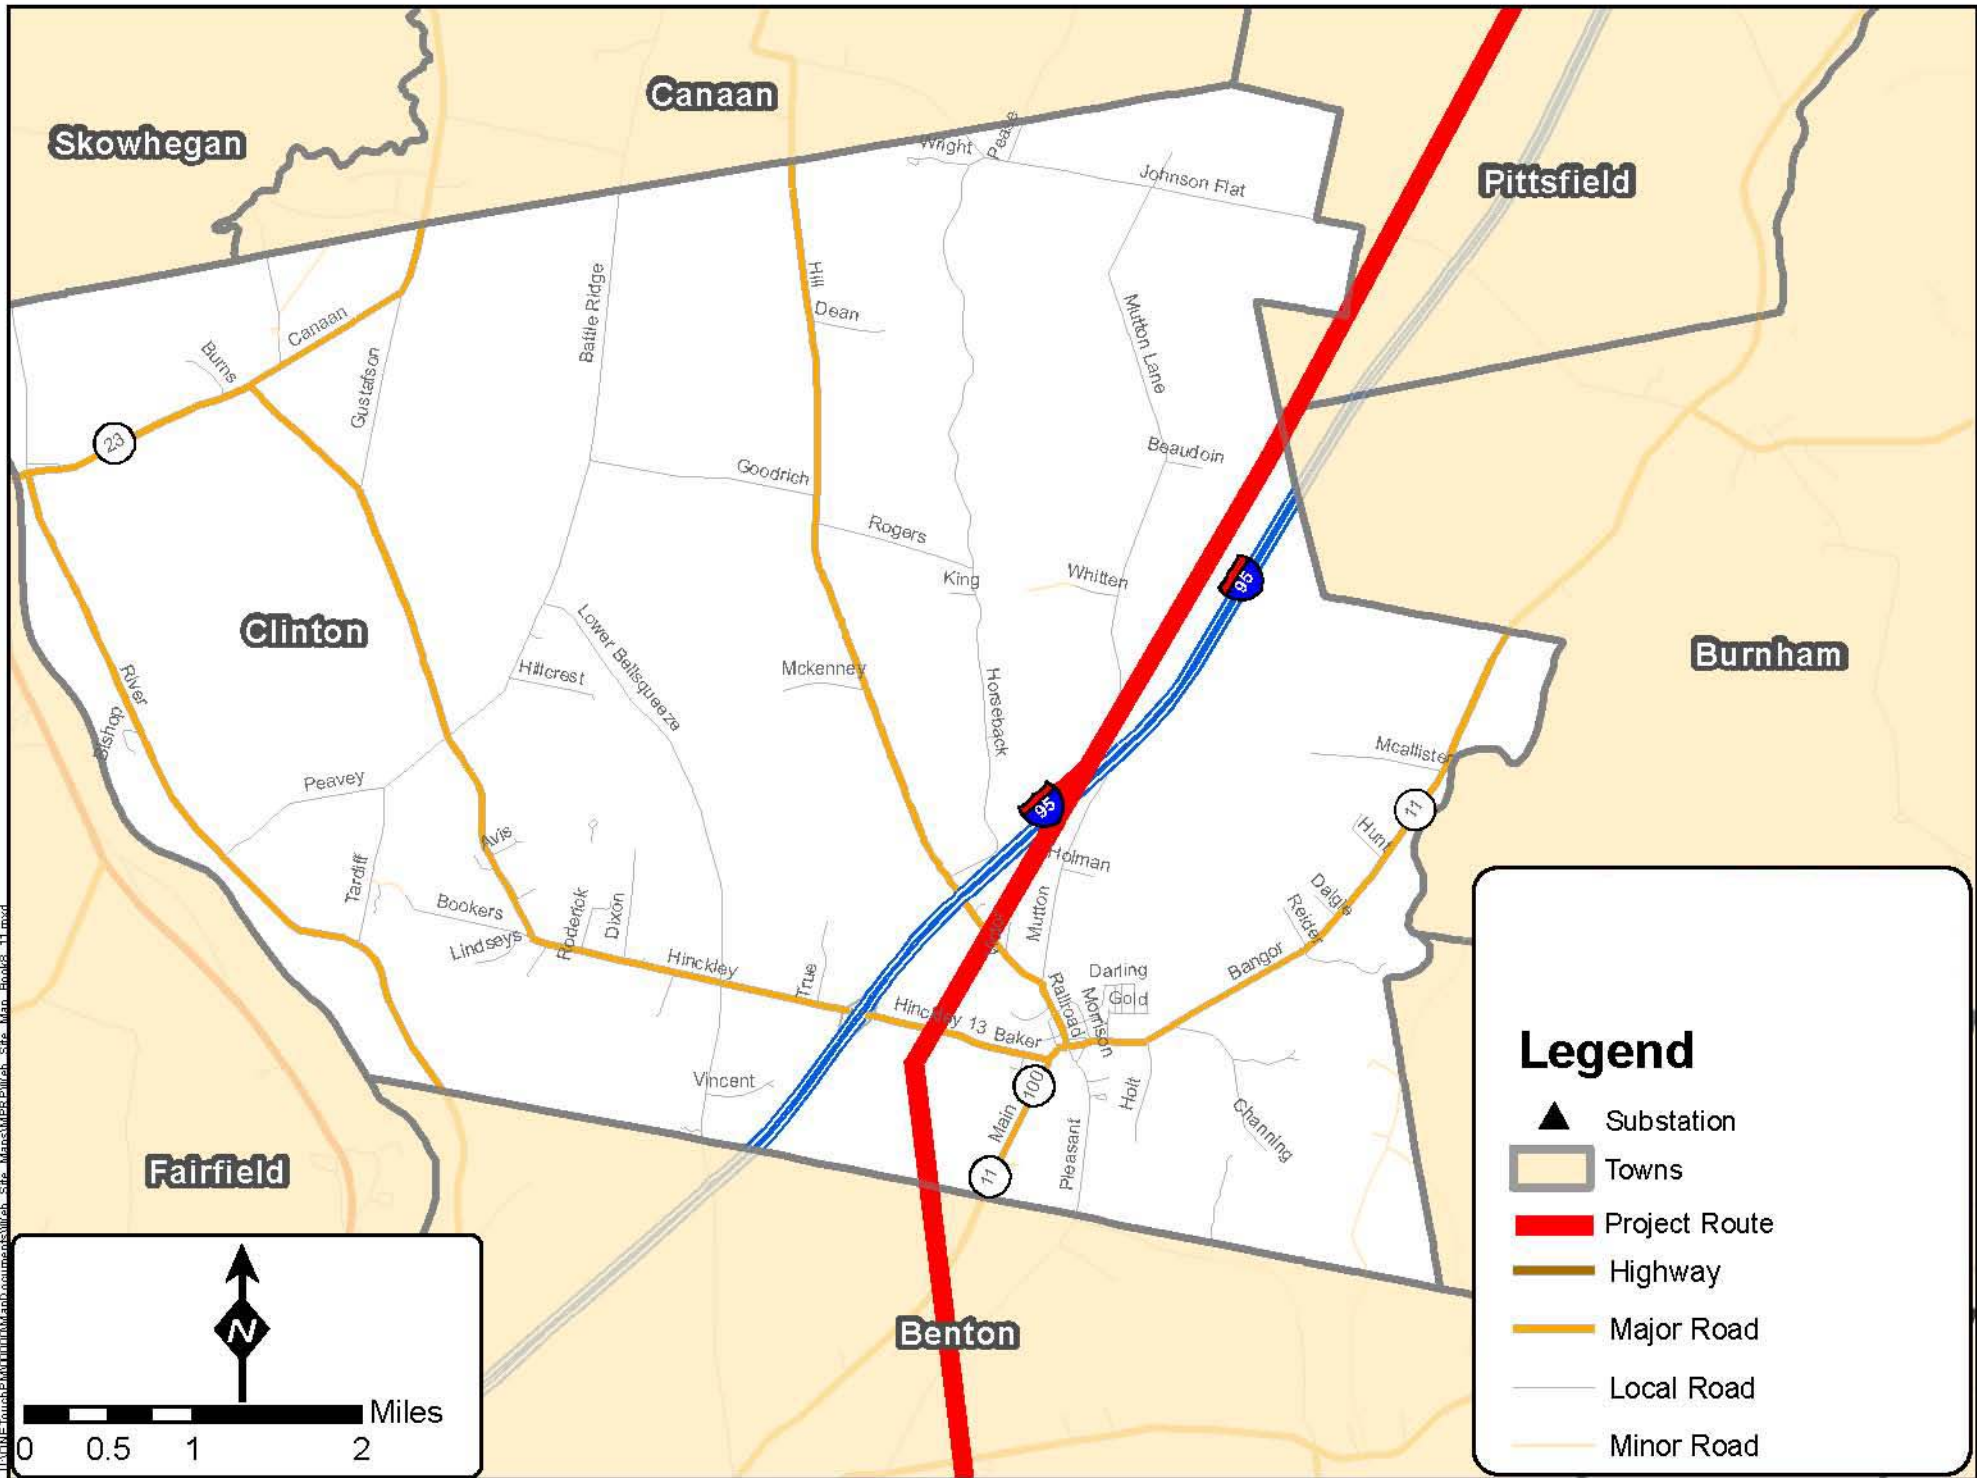 Canaan
Skowhegan
Pittsfield
Wright
Pease
Johnson Flat
Hill
Dean
Battle Ridge
Canaan
Burns
Gustafson
Mutton Lane
23
Goodrich
Beaudoin
Rogers
King
Whitten
95
Clinton
Lower Bellsqueeze
Hillcrest
Mckenney
Burnham
River
Bishop
Horseback
Mcallister
Peavey
95
11
Hunt
Avis
Holman
Tardiff
Bookers
Roderick
Dixon
Mutton
Daigle
Reider
Lindseys
Hinckley
True
Bangor
Darling
Gold
Railroad
Morrison
Hinckley 13 Baker
Vincent
100
Main
Holt
Pleasant
Channing
11
Fairfield
Benton
N
Miles
0 0.5 1 2
Legend
Substation
Towns
Project Route
Highway
Major Road
Local Road
Minor Road